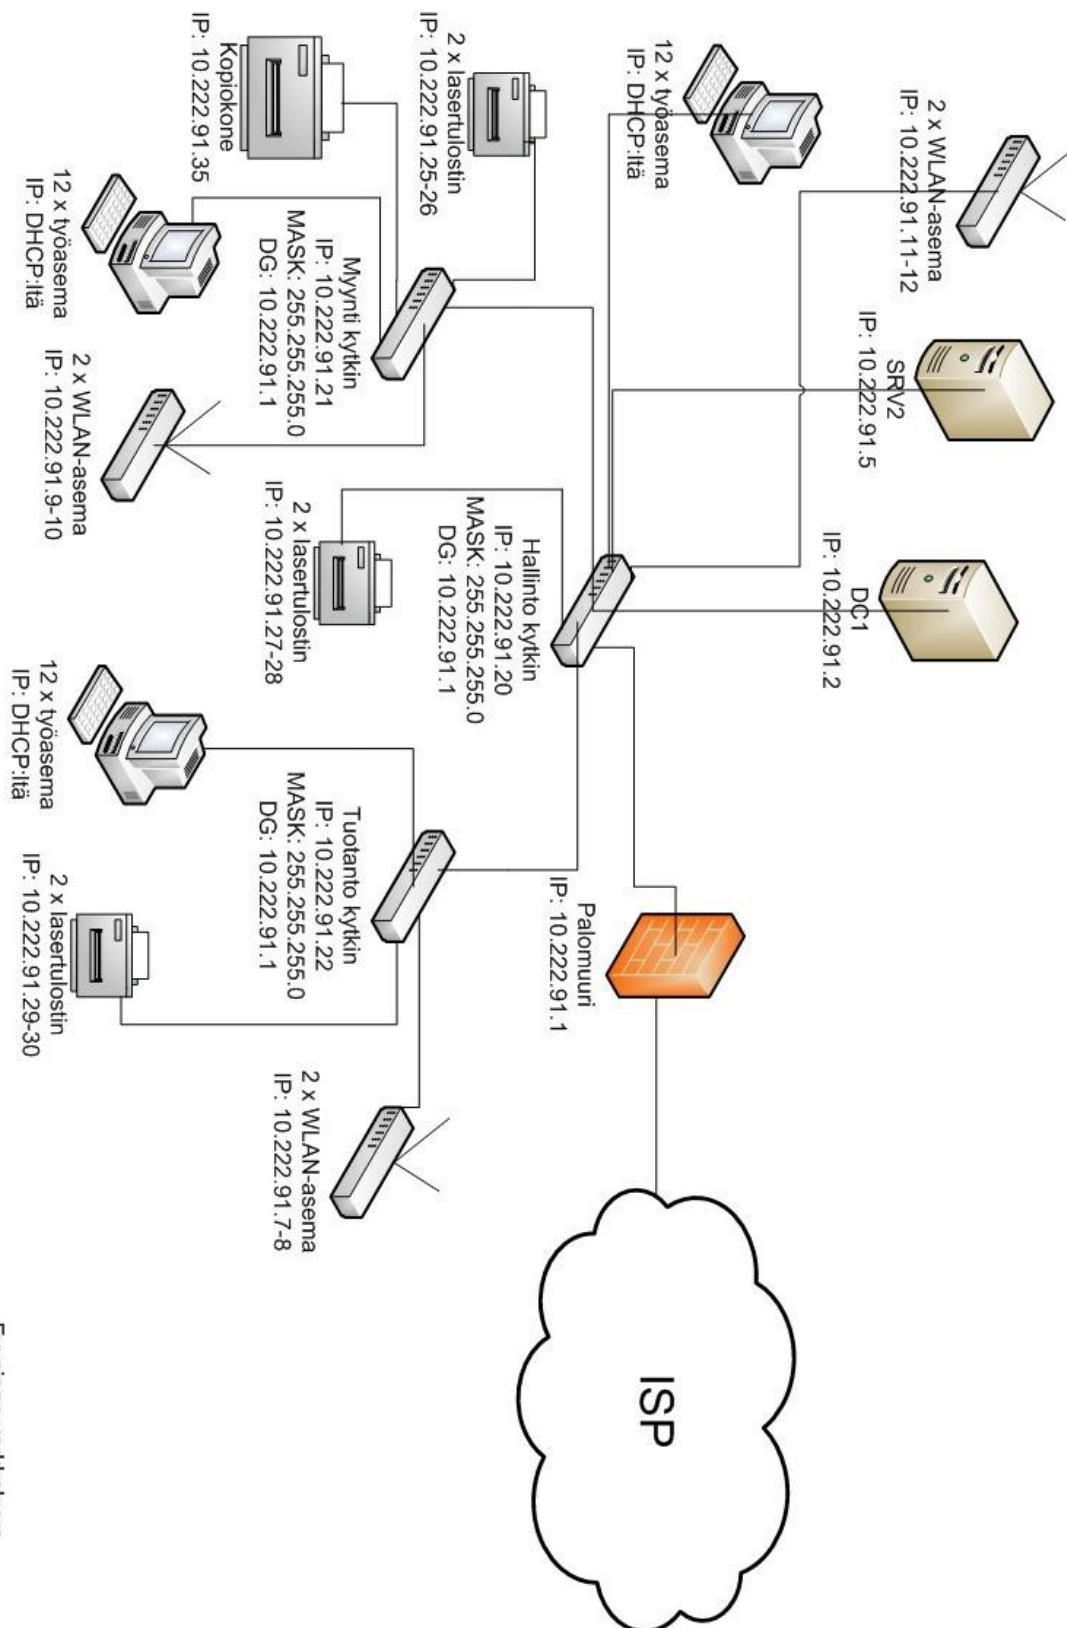 2 x WLAN-asema
IP: 10.222.91.11-12
SRV2
IP: 10.222.91.5
DC1
IP: 10.222.91.2
12 x työasema
IP: DHCP:ltä
2 x lasertulostin
IP: 10.222.91.25-26
Kopiokone
IP: 10.222.91.35
Myynti kytkin
IP: 10.222.91.21
MASK: 255.255.255.0
DG: 10.222.91.1
12 x työasema
IP: DHCP:ltä
2 x WLAN-asema
IP: 10.222.91.9-10
Hallinto kytkin
IP: 10.222.91.20
MASK: 255.255.255.0
DG: 10.222.91.1
2 x lasertulostin
IP: 10.222.91.27-28
Palomuuri
IP: 10.222.91.1
ISP
Tuotanto kytkin
IP: 10.222.91.22
MASK: 255.255.255.0
DG: 10.222.91.1
12 x työasema
IP: DHCP:ltä
2 x lasertulostin
IP: 10.222.91.29-30
2 x WLAN-asema
IP: 10.222.91.7-8